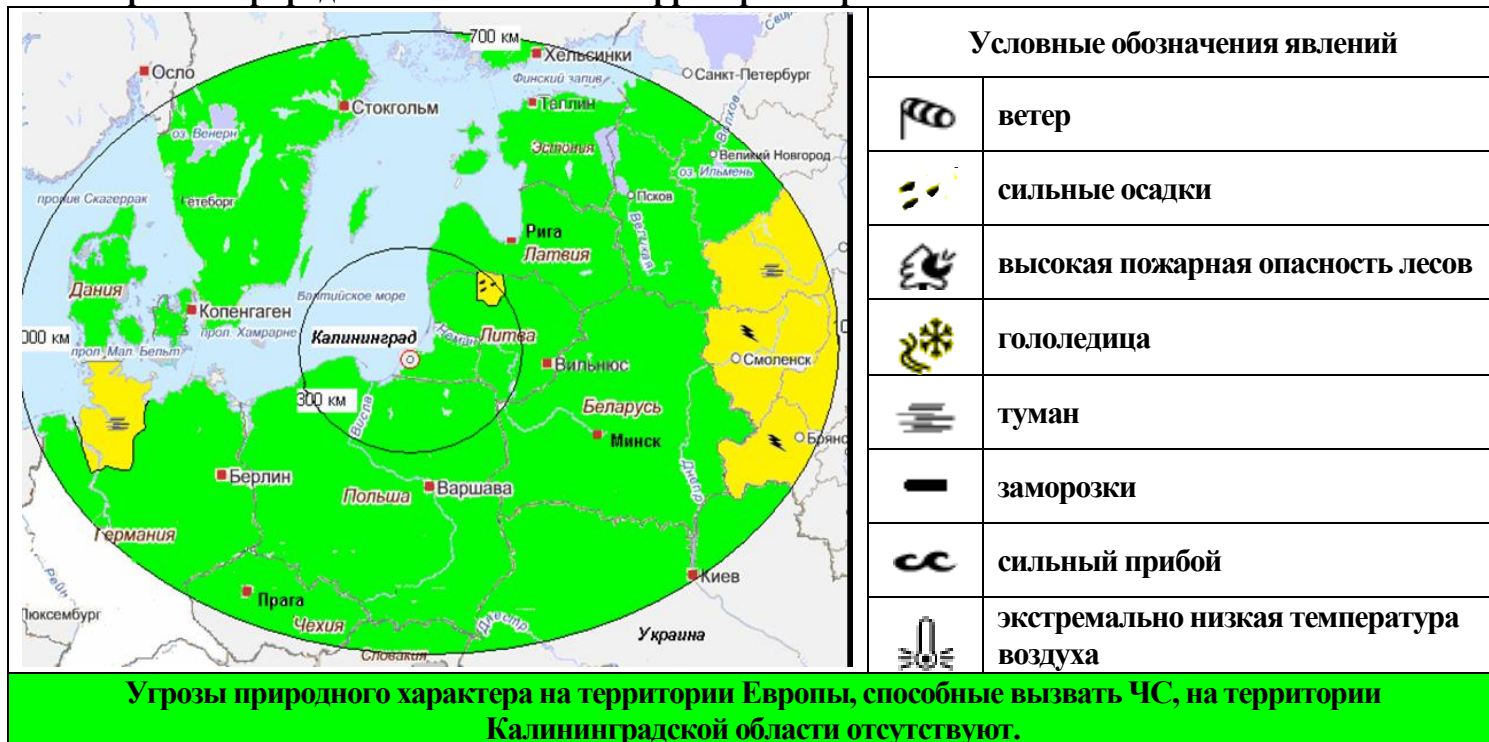 700 км
Хельсинки
Осло
Санкт-Петербург
Финский залив
Стокгольм
Таллин
оз. Венерн
Волхов
Эстония
Великий Новгород
оз. Ильмень
Псков
пролив Скагеррак
Гетеборг
Великая
Рига
Латвия
Дания
Балтийское море
Копенгаген
прол. Хамрарне
Калининград
Неман
Литва
000 км
прол. Мал. Бельт
Смоленск
Вильнюс
300 км
Висла
Беларусь
Минск
Брянс
Днепр
Берлин
Польша
Варшава
Германия
Рейн
Киев
Прага
Люксембург
Чехия
Днестр
Украина
Словакия
Условные обозначения явлений
ветер
сильные осадки
высокая пожарная опасность лесов
гололедица
туман
заморозки
сильный прибой
экстремально низкая температура
воздуха
Угрозы природного характера на территории Европы, способные вызвать ЧС, на территории
Калининградской области отсутствуют.